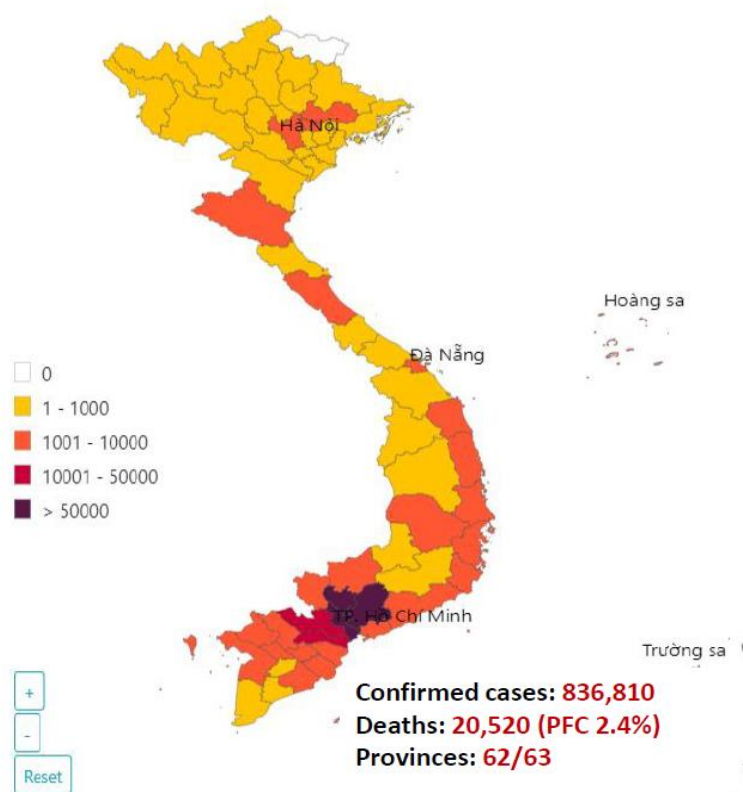 Hà Nội
Hoàng sa
Đà Nẵng
0
1 - 1000
1001 - 10000
10001 - 50000
> 50000
TP. Hồ Chí Minh
Trường sa
Confirmed cases: 836,810
Deaths: 20,520 (PFC 2.4%)
Provinces: 62/63
+
-
Reset